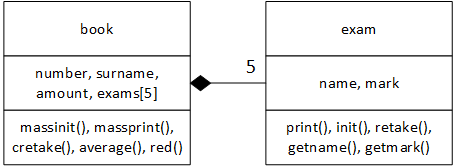 book
number, surname,
amount, exams[5]
massinit(), massprint(),
cretake(), average(), red()
5
exam
name, mark
print(), init(), retake(),
getname(), getmark()